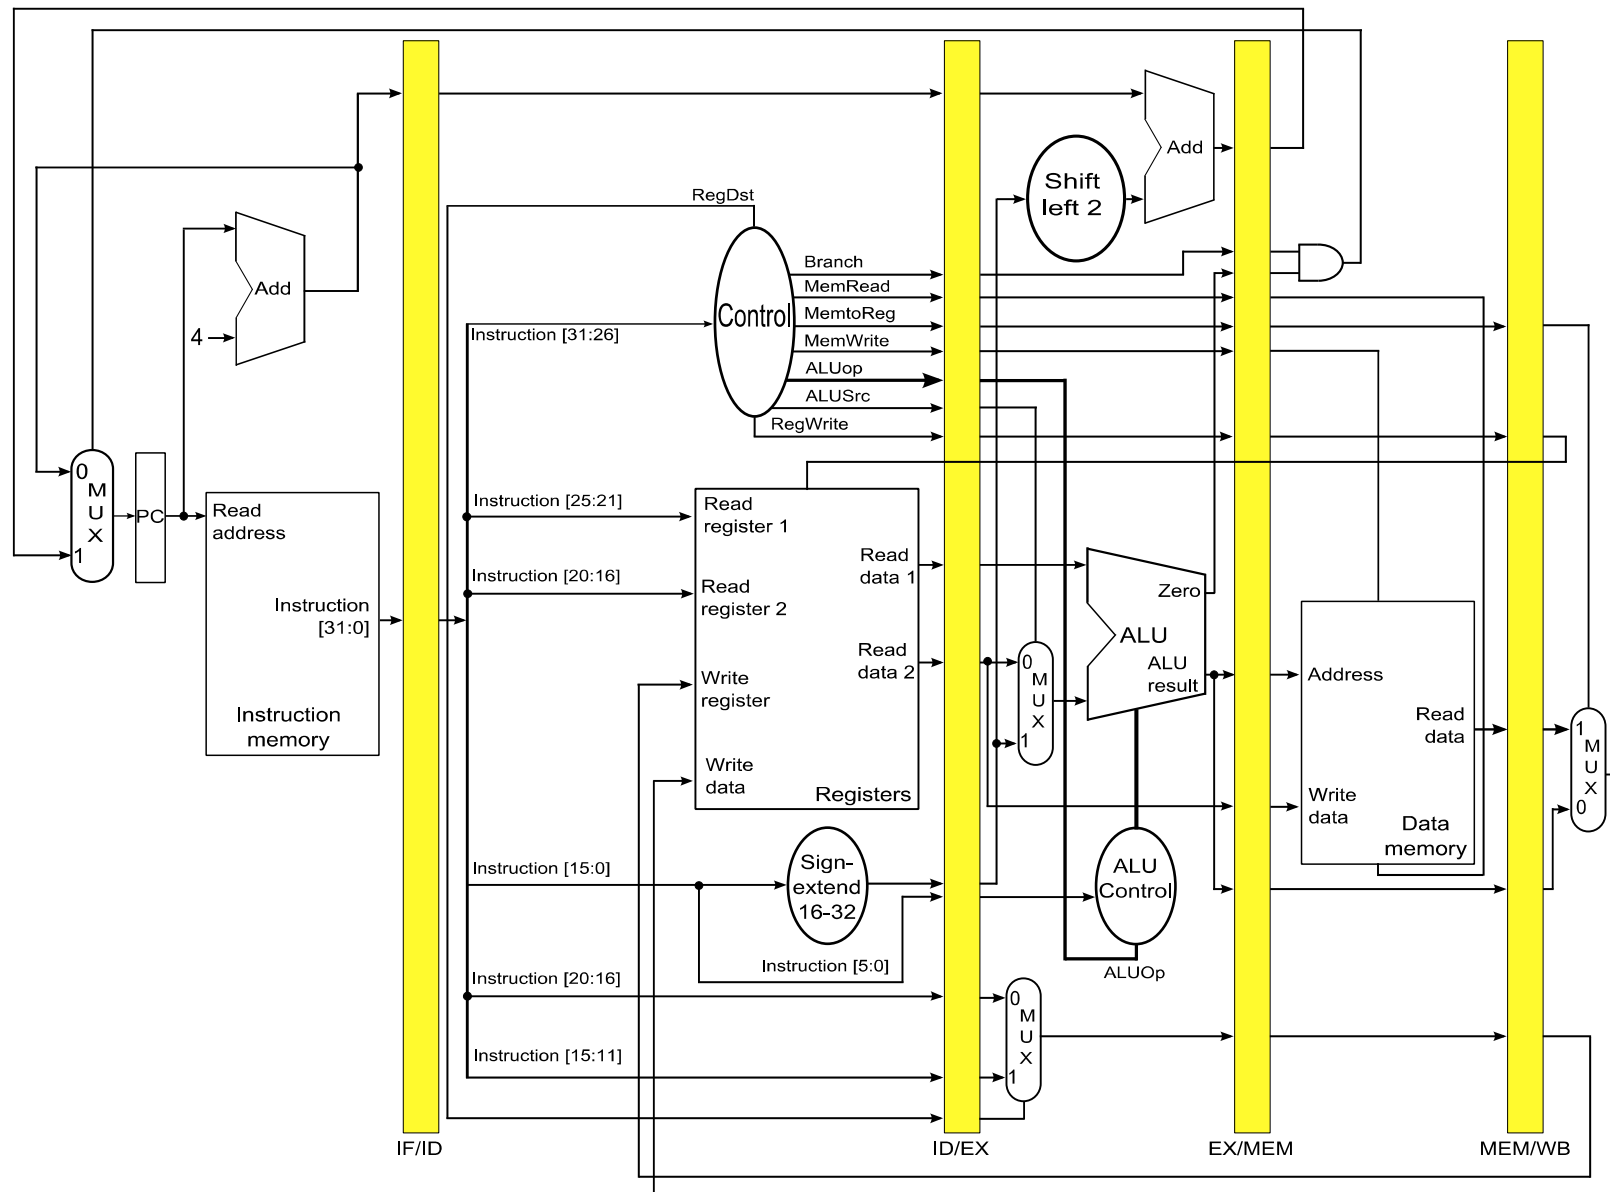 RegDst
Add
Shift
left 2
Branch
MemRead
Add
4
Control
Instruction [31:26]
MemtoReg
MemWrite
ALUop
ALUSrc
RegWrite
0
M
U
X
1
PC
Read
address
Instruction
[31:0]
Instruction
memory
Instruction [25:21]
Read
register 1
Instruction [20:16]
Read
register 2
Read
data 1
Read
data 2
Write
register
Write
data
Registers
0
M
U
X
1
Zero
ALU
ALU
result
Address
Read
data
Write
data
Data
memory
1
M
U
X
0
Instruction [15:0]
Sign-
extend
16-32
ALU
Control
Instruction [5:0]
ALUOp
Instruction [20:16]
0
M
U
X
1
Instruction [15:11]
IF/ID
ID/EX
EX/MEM
MEM/WB